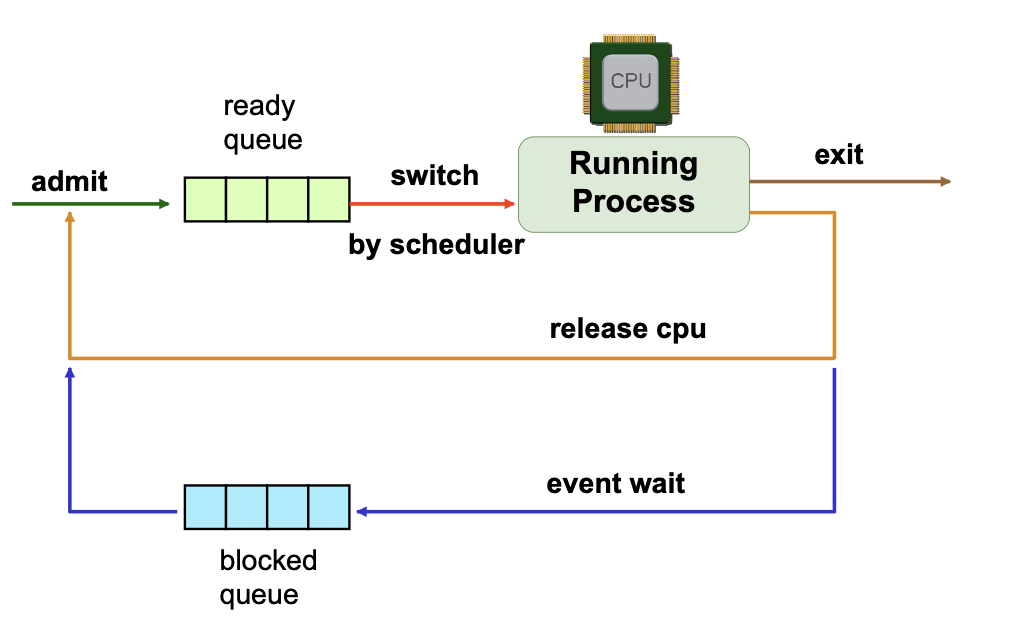 CPU
ready
queue
admit
switch
by scheduler
Running
Process
exit
release cpu
event wait
blocked
queue